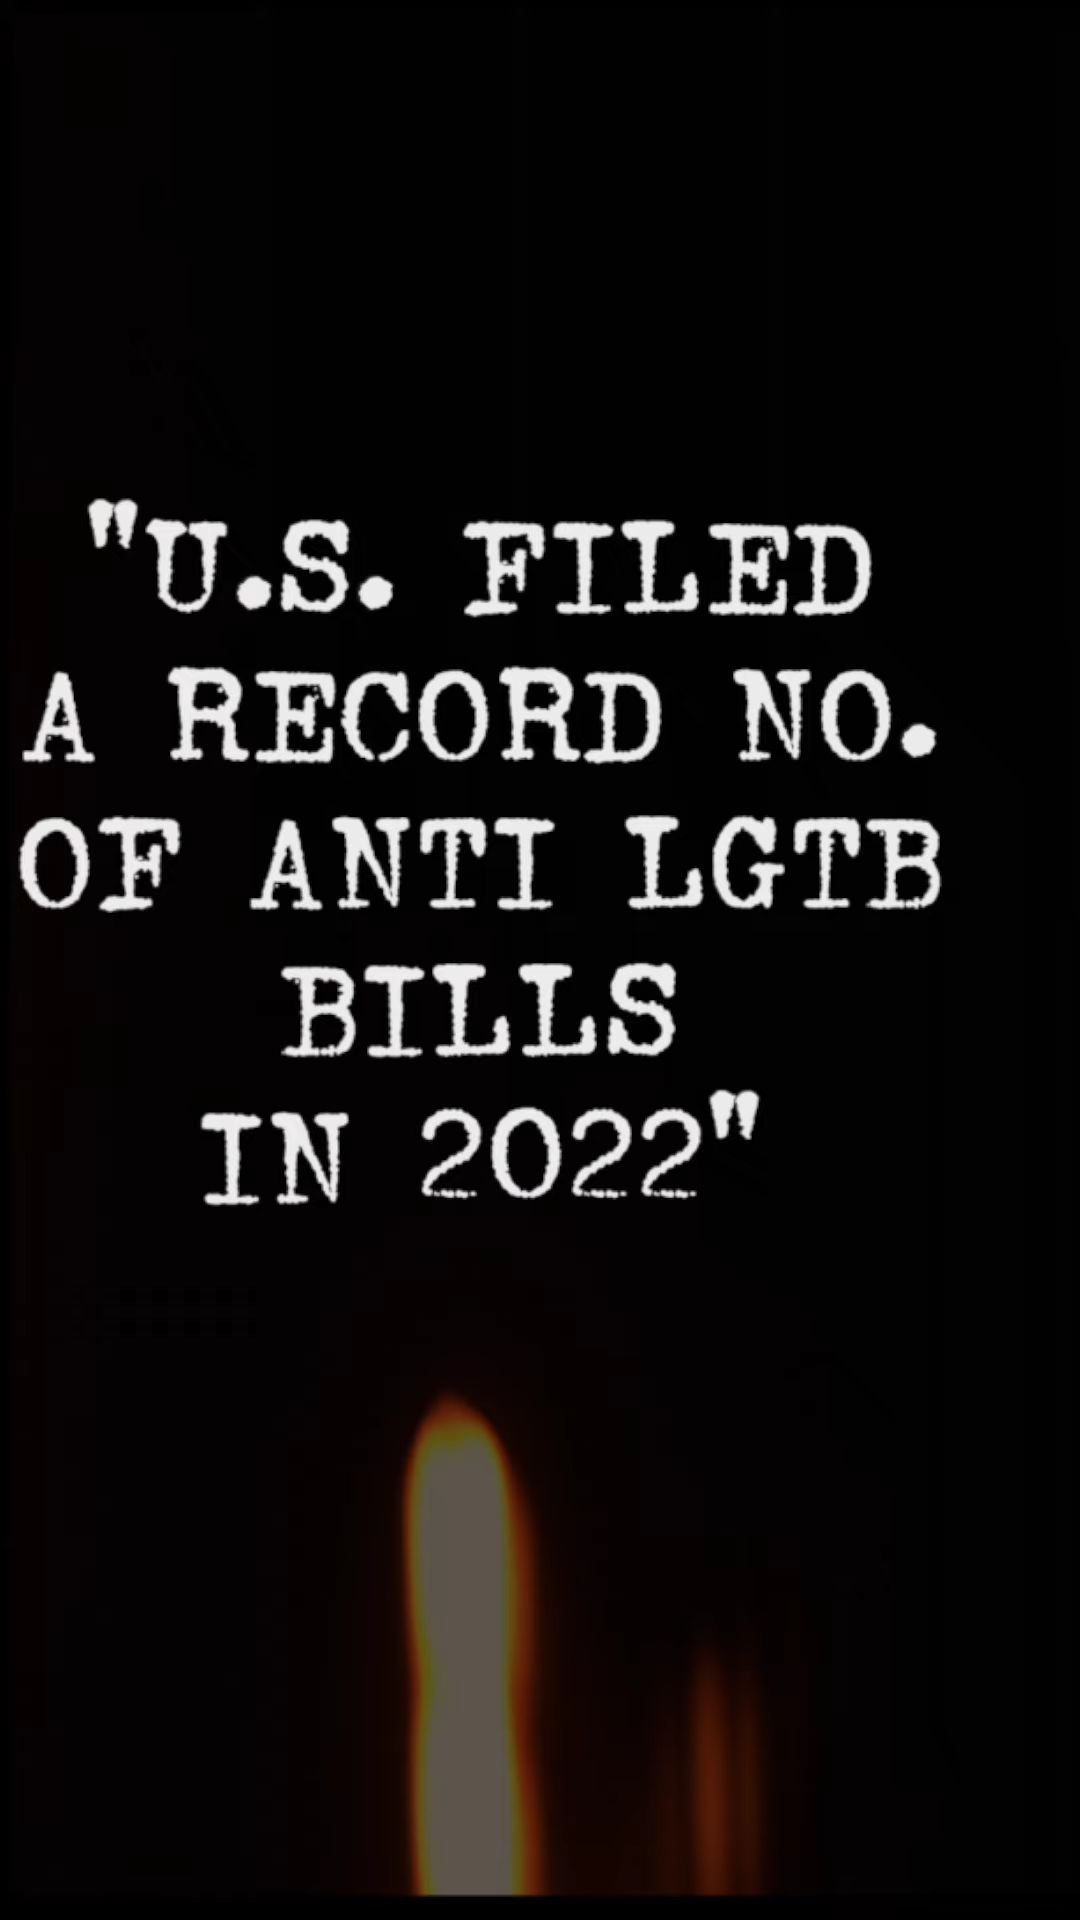 "U.S. FILED
A RECORD NO.
OF ANTI LGTB
BILLS
IN 2022"